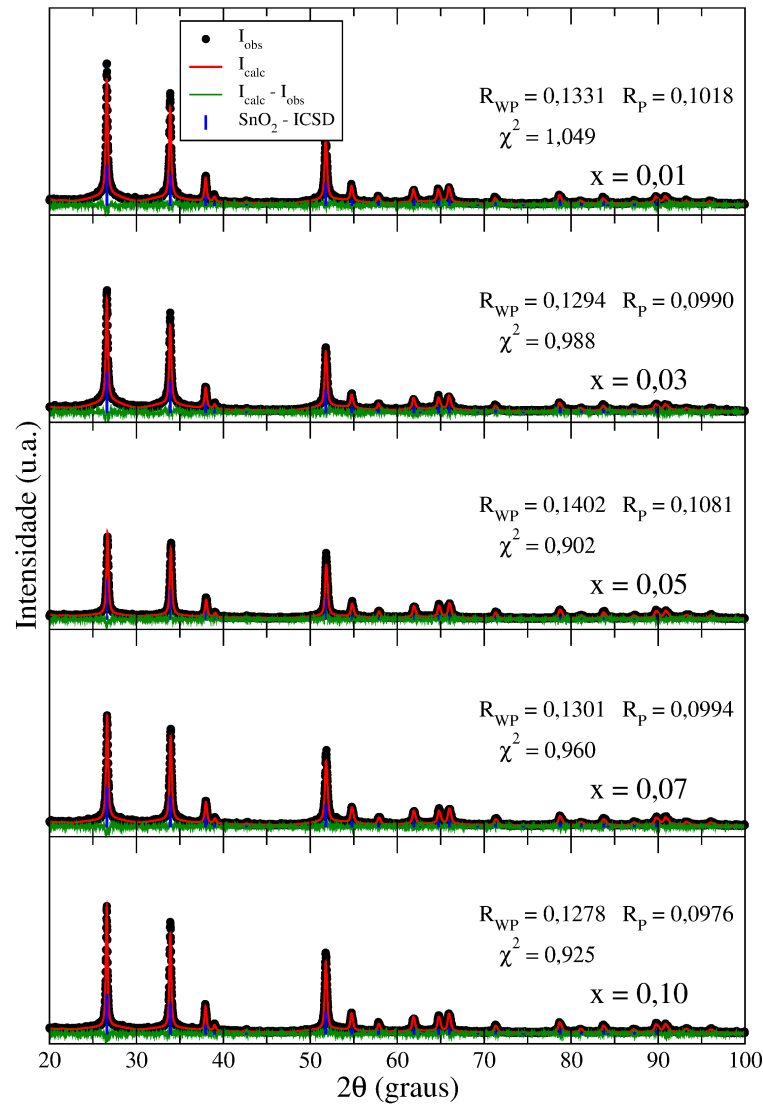 I_obs
I_calc
I_calc - I_obs
SnO_2 - ICSD
R_WP = 0,1331 R_P = 0,1018
χ^2 = 1,049
x = 0,01
R_WP = 0,1294 R_P = 0,0990
χ^2 = 0,988
x = 0,03
R_WP = 0,1402 R_P = 0,1081
χ^2 = 0,902
x = 0,05
R_WP = 0,1301 R_P = 0,0994
χ^2 = 0,960
x = 0,07
R_WP = 0,1278 R_P = 0,0976
χ^2 = 0,925
x = 0,10
Intensidade (u.a.)
20 30 40 50 60 70 80 90 100
2θ (graus)